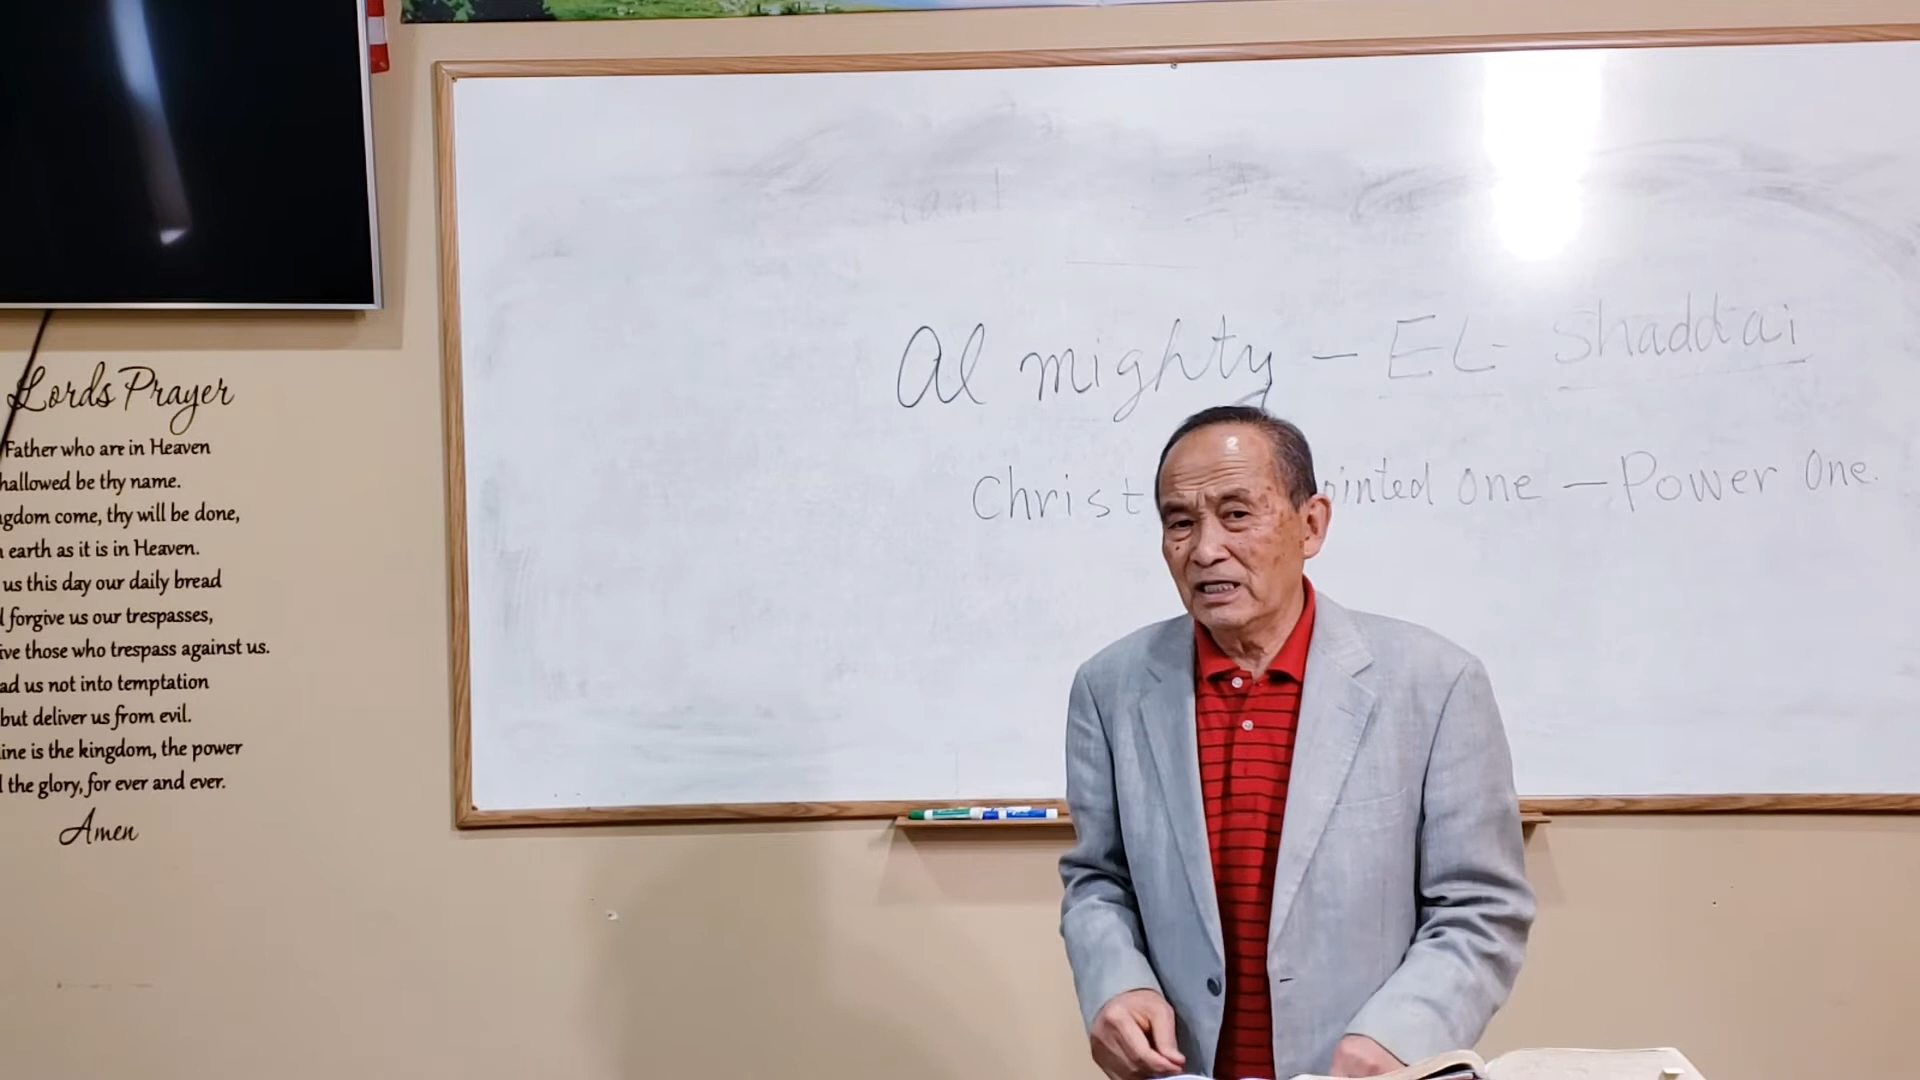 Lords Prayer
Father who are in Heaven
hallowed be thy name.
gdom come, thy will be done,
earth as it is in Heaven.
us this day our daily bread
forgive us our trespasses,
ive those who trespass against us.
ad us not into temptation
but deliver us from evil.
ine is the kingdom, the power
the glory, for ever and ever.
Amen
Al mighty - EL- Shaddai
Christ ointed One - Power One.